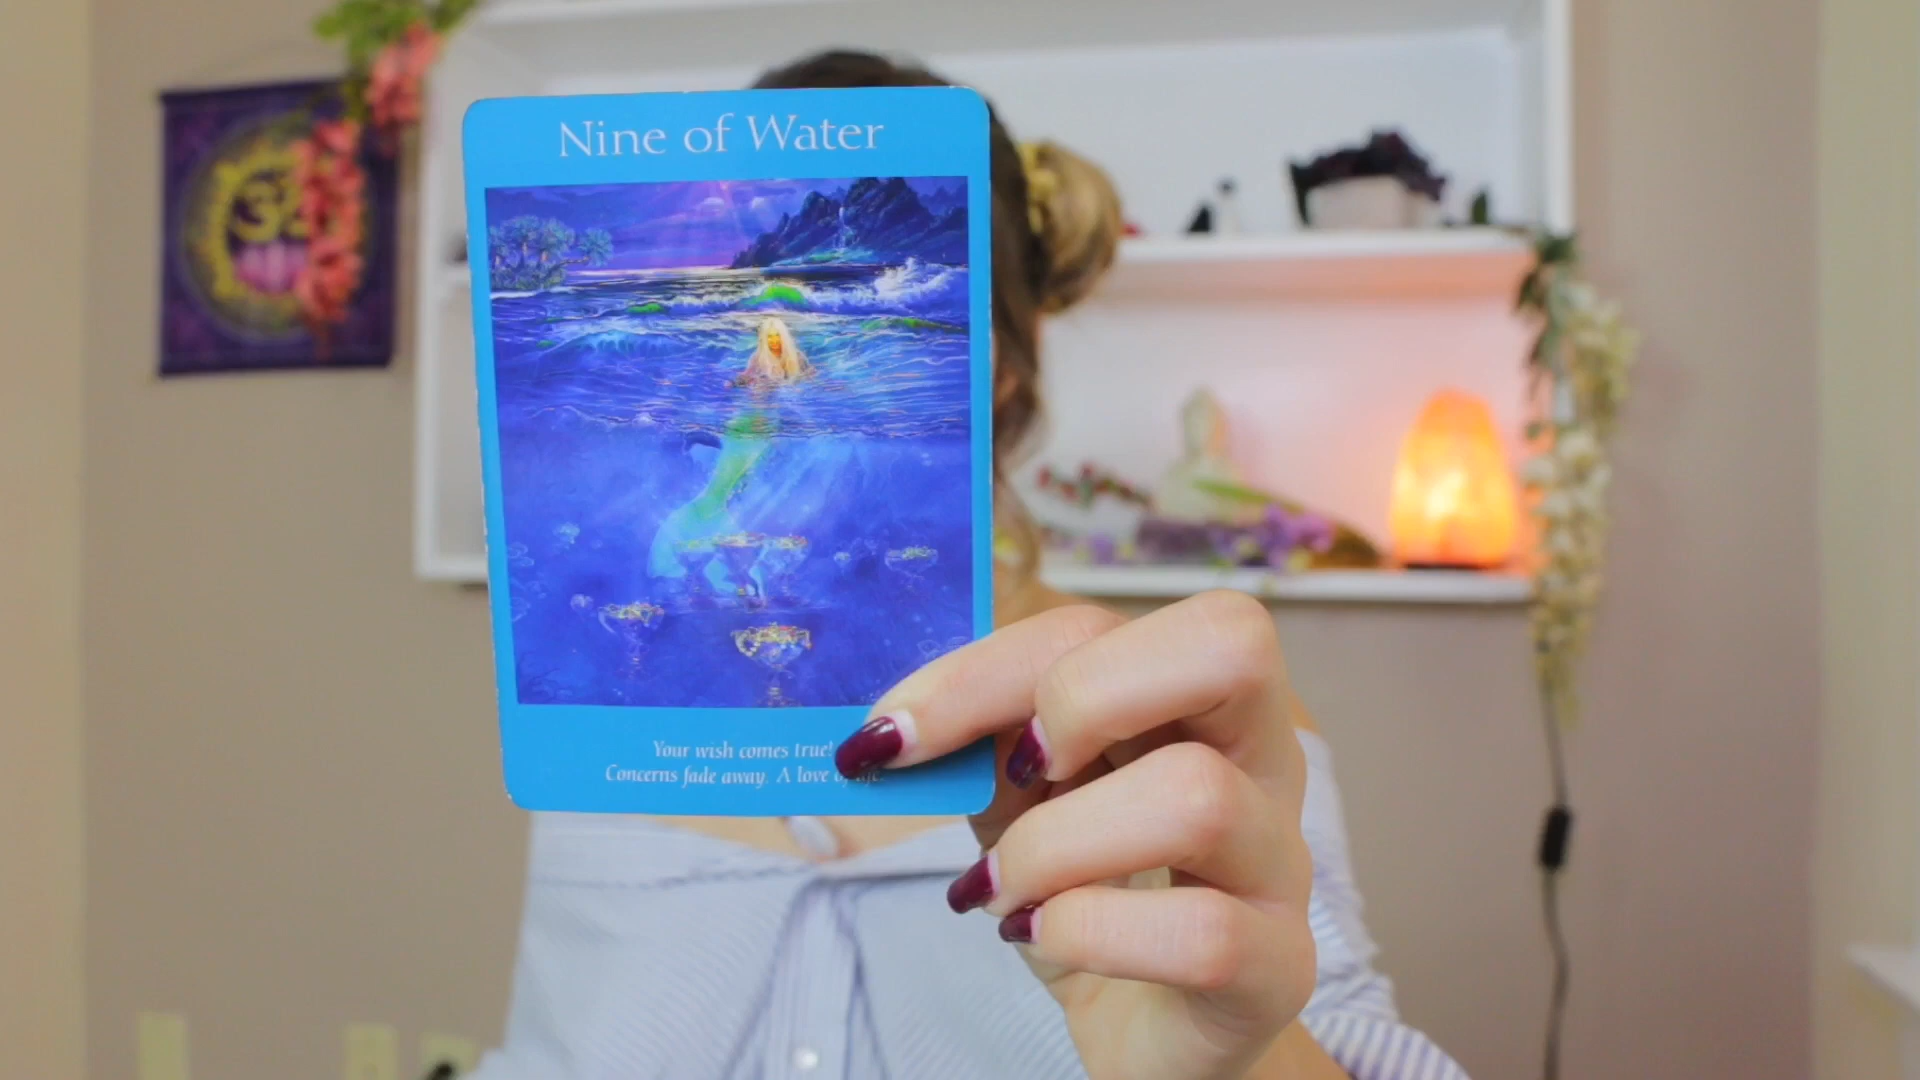 Nine of Water
Your wish comes true!
Concerns fade away. A love
ॐ